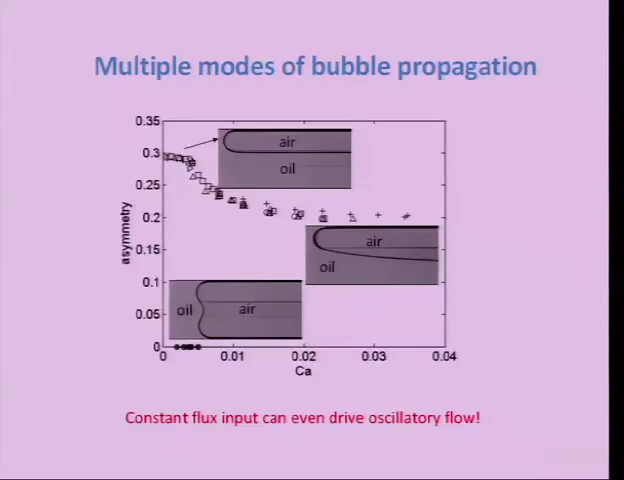 Multiple modes of bubble propagation
0.35
0.3
0.25
0.2
0.15
0.1
0.05
0
asymmetry
air
oil
air
oil
oil
air
0
0.01
0.02
0.03
0.04
Ca
Constant flux input can even drive oscillatory flow!